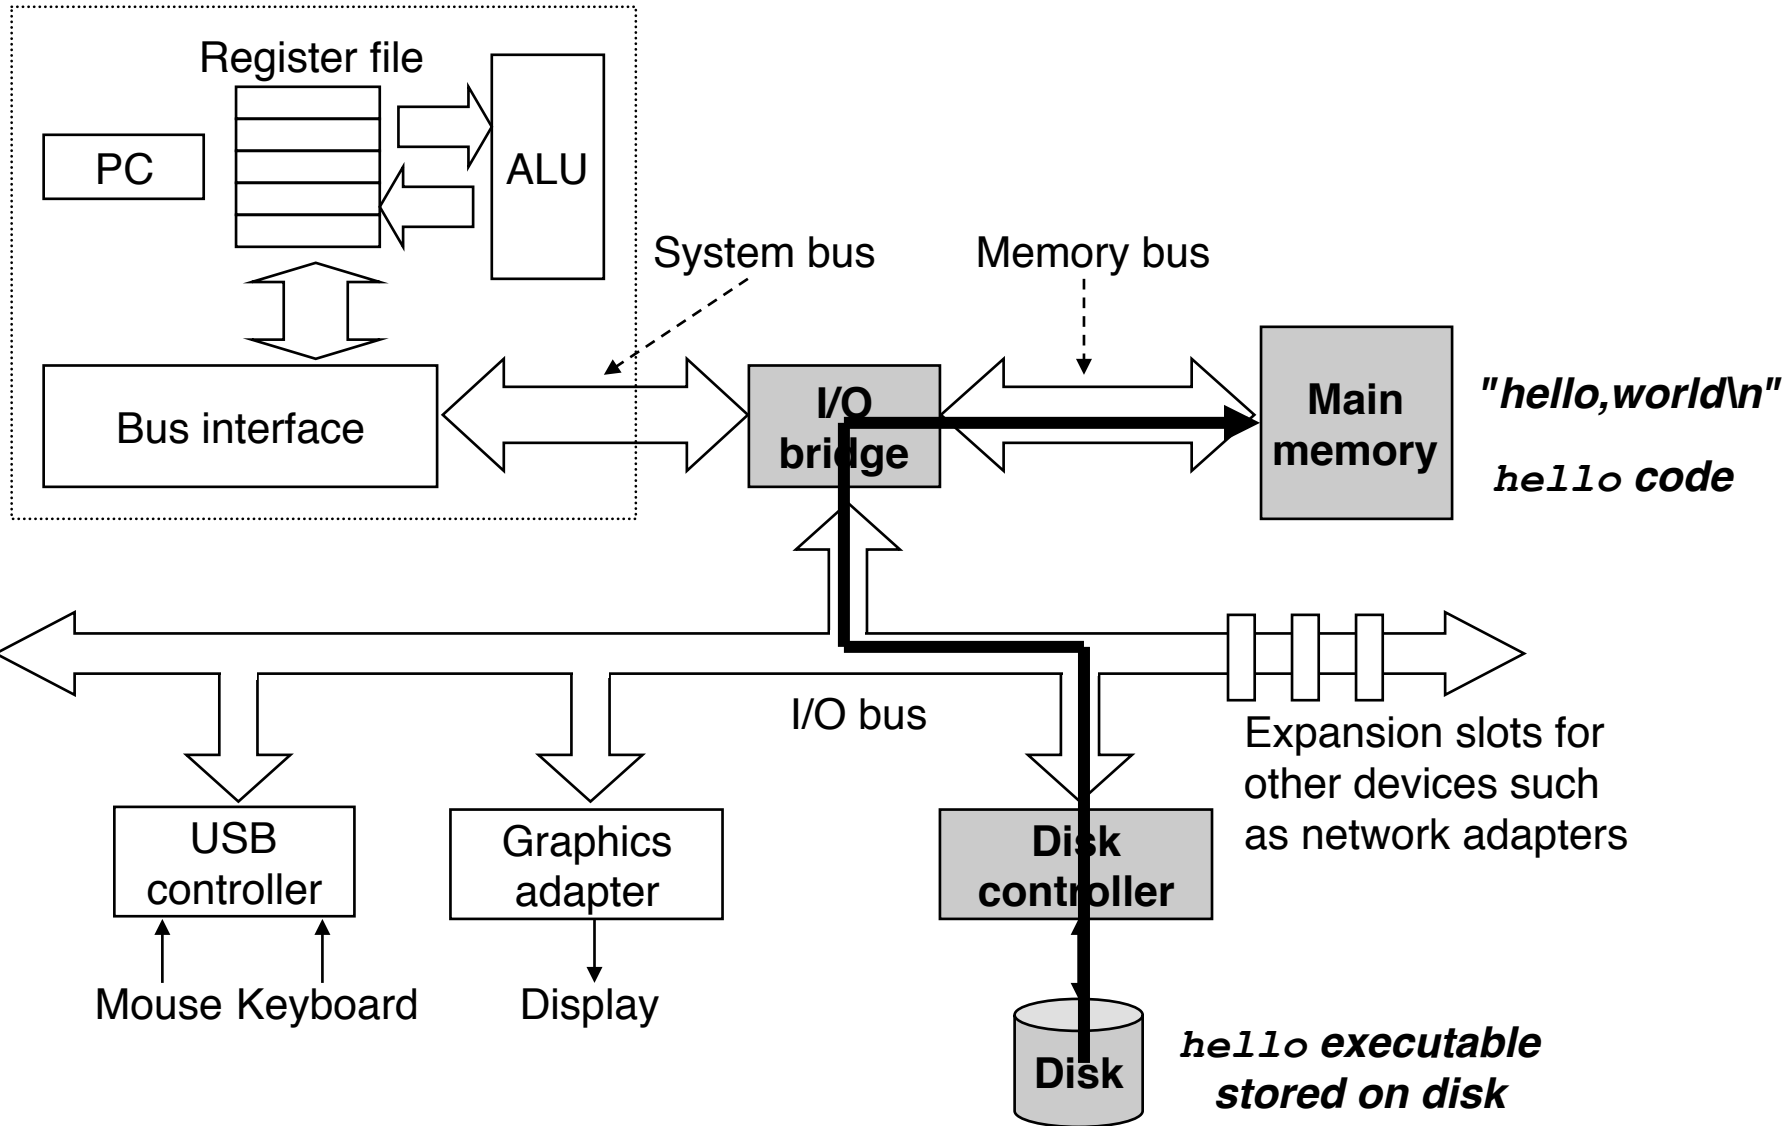 Register file
PC
ALU
System bus
Memory bus
Bus interface
I/O
bridge
Main
memory
"hello,world\n"
hello code
I/O bus
Expansion slots for
other devices such
as network adapters
USB
controller
Graphics
adapter
Disk
controller
Mouse
Keyboard
Display
Disk
hello executable
stored on disk